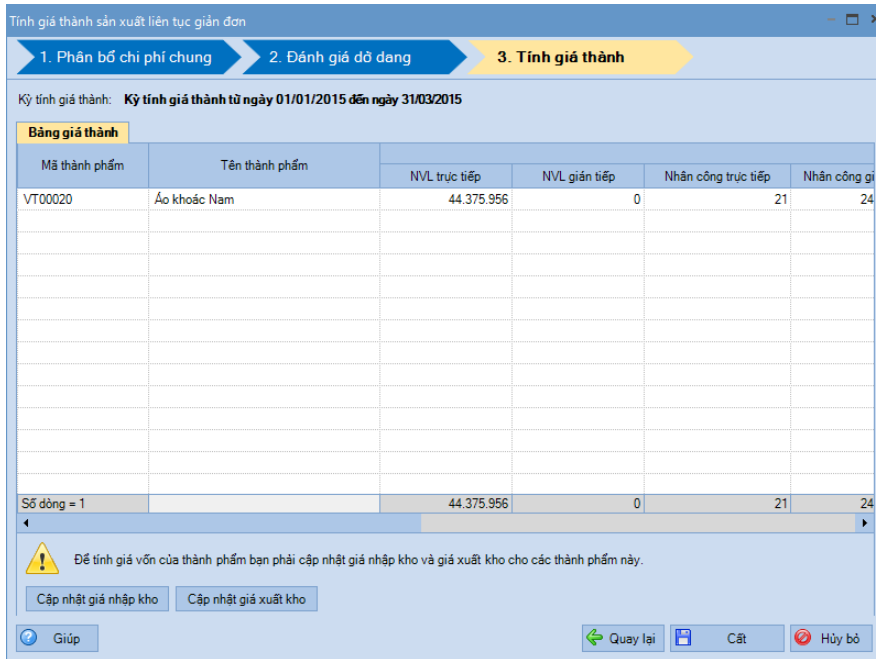 Tính giá thành sản xuất liên tục giản đơn
1. Phân bổ chi phí chung 2. Đánh giá dở dang 3. Tính giá thành
Kỳ tính giá thành: Kỳ tính giá thành từ ngày 01/01/2015 đến ngày 31/03/2015
Bảng giá thành
Mã thành phẩm Tên thành phẩm
NVL trực tiếp NVL gián tiếp Nhân công trực tiếp Nhân công gi
VT00020 Áo khoác Nam 44.375.956 0 21 24
Số dòng = 1 44.375.956 0 21 24
Để tính giá vốn của thành phẩm bạn phải cập nhật giá nhập kho và giá xuất kho cho các thành phẩm này.
Cập nhật giá nhập kho Cập nhật giá xuất kho
Giúp Quay lại Cất Hủy bỏ